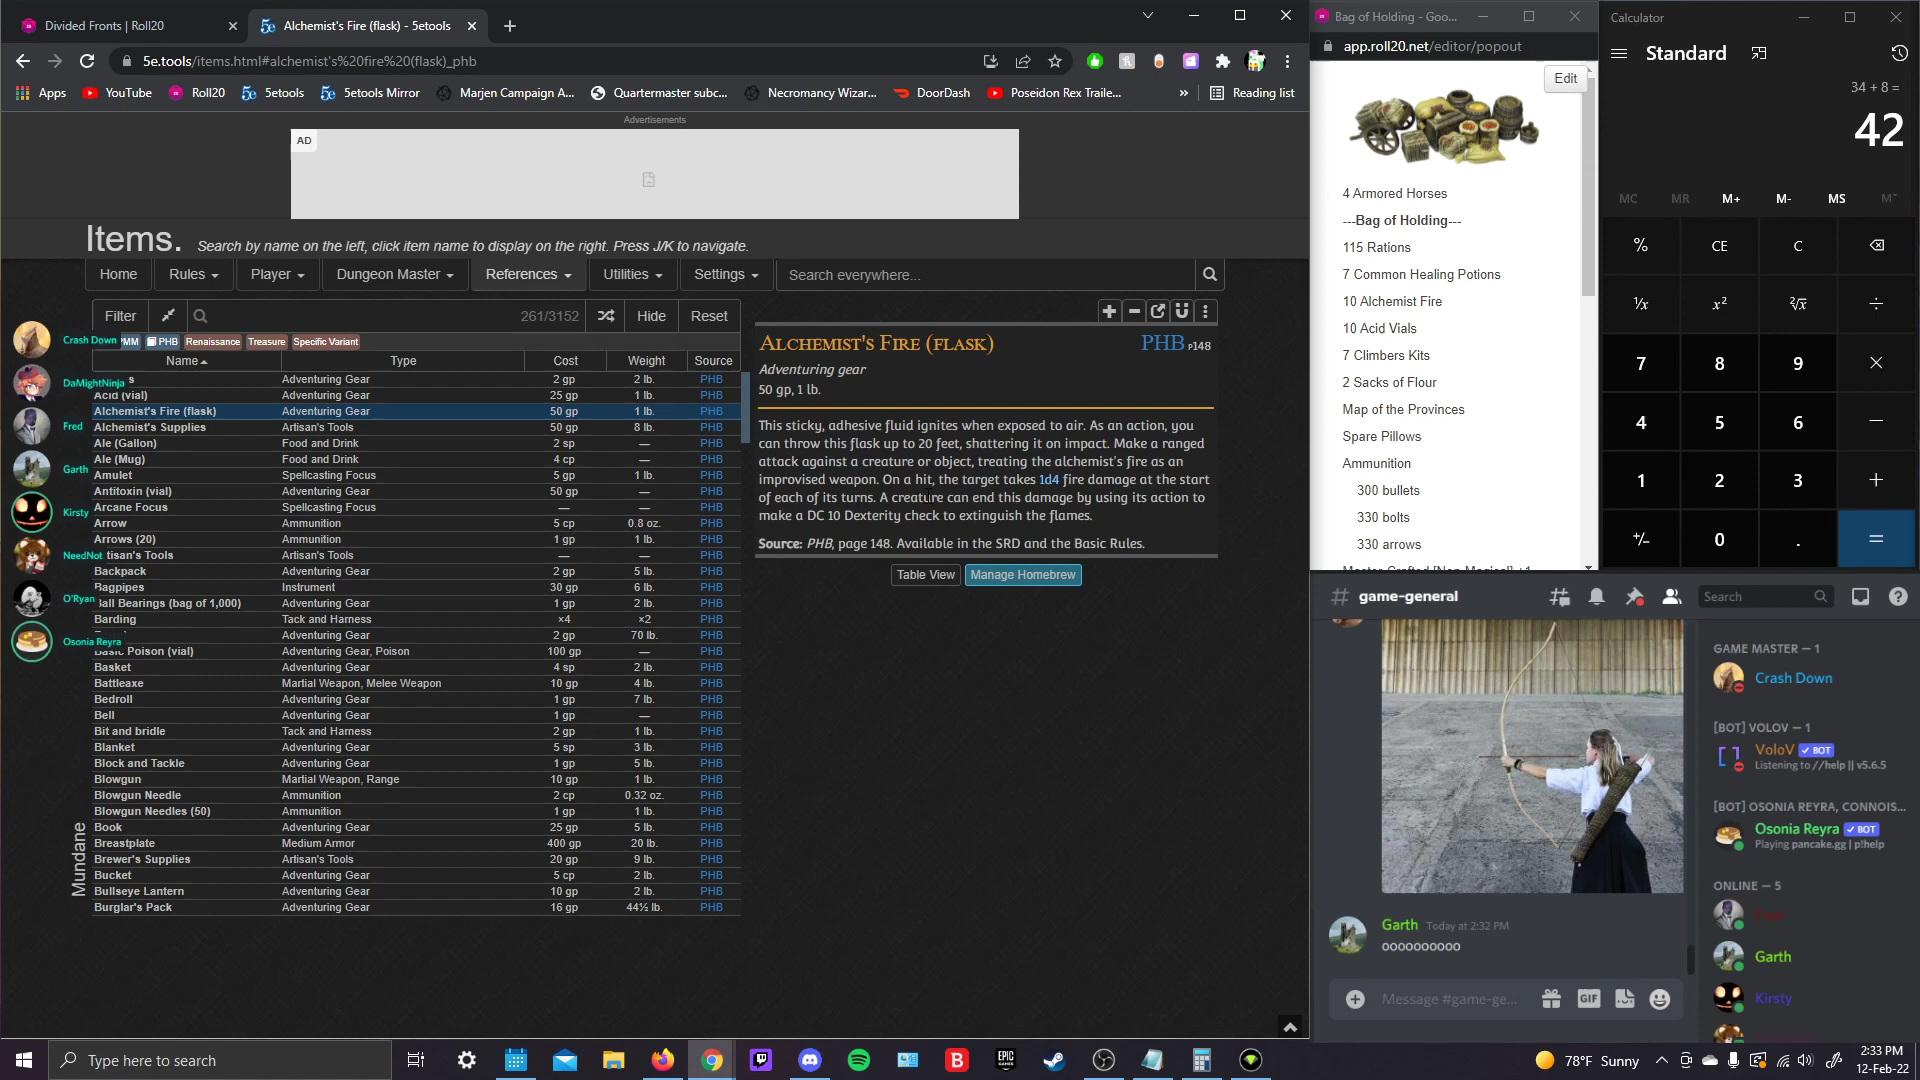 Divided Fronts | Roll20
Alchemist's Fire (flask) - 5etools
5e.tools/items.html#alchemist's%20fire%20(flask)_phb
Apps YouTube Roll20 5etools 5etools Mirror Marjen Campaign A... Quartermaster subc... Necromancy Wizar... DoorDash Poseidon Rex Traile... » Reading list
Advertisements
AD
Items. Search by name on the left, click item name to display on the right. Press J/K to navigate.
Home Rules Player Dungeon Master References Utilities Settings Search everywhere...
Filter 261/3152 Hide Reset
PHB Renaissance Treasure Specific Variant
Name Type Cost Weight Source
Adventuring Gear 2 gp 2 lb. PHB
Acid (vial) Adventuring Gear 25 gp 1 lb. PHB
Alchemist's Fire (flask) Adventuring Gear 50 gp 1 lb. PHB
Alchemist's Supplies Artisan's Tools 50 gp 8 lb. PHB
Ale (Gallon) Food and Drink 2 sp — PHB
Ale (Mug) Food and Drink 4 cp — PHB
Amulet Spellcasting Focus 5 gp 1 lb. PHB
Antitoxin (vial) Adventuring Gear 50 gp — PHB
Arcane Focus Spellcasting Focus — — PHB
Arrow Ammunition 5 cp 0.8 oz. PHB
Arrows (20) Ammunition 1 gp 1 lb. PHB
tisan's Tools Artisan's Tools — — PHB
Backpack Adventuring Gear 2 gp 5 lb. PHB
Bagpipes Instrument 30 gp 6 lb. PHB
Ball Bearings (bag of 1,000) Adventuring Gear 1 gp 2 lb. PHB
Barding Tack and Harness ×4 ×2 PHB
Adventuring Gear 2 gp 70 lb. PHB
Basic Poison (vial) Adventuring Gear, Poison 100 gp — PHB
Basket Adventuring Gear 4 sp 2 lb. PHB
Battleaxe Martial Weapon, Melee Weapon 10 gp 4 lb. PHB
Bedroll Adventuring Gear 1 gp 7 lb. PHB
Bell Adventuring Gear 1 gp — PHB
Bit and bridle Tack and Harness 2 gp 1 lb. PHB
Blanket Adventuring Gear 5 sp 3 lb. PHB
Block and Tackle Adventuring Gear 1 gp 5 lb. PHB
Blowgun Martial Weapon, Range 10 gp 1 lb. PHB
Blowgun Needle Ammunition 2 cp 0.32 oz. PHB
Blowgun Needles (50) Ammunition 1 gp 1 lb. PHB
Book Adventuring Gear 25 gp 5 lb. PHB
Breastplate Medium Armor 400 gp 20 lb. PHB
Brewer's Supplies Artisan's Tools 20 gp 9 lb. PHB
Bucket Adventuring Gear 5 cp 2 lb. PHB
Bullseye Lantern Adventuring Gear 10 gp 2 lb. PHB
Burglar's Pack Adventuring Gear 16 gp 44½ lb. PHB
Crash Down
DaMightNinja
Fred
Garth
Kirsty
NeedNot
O'Ryan
Osonia Reyra
Mundane
Alchemist's Fire (flask) PHB P148
Adventuring gear
50 gp, 1 lb.
This sticky, adhesive fluid ignites when exposed to air. As an action, you
can throw this flask up to 20 feet, shattering it on impact. Make a ranged
attack against a creature or object, treating the alchemist's fire as an
improvised weapon. On a hit, the target takes 1d4 fire damage at the start
of each of its turns. A creature can end this damage by using its action to
make a DC 10 Dexterity check to extinguish the flames.
Source: PHB, page 148. Available in the SRD and the Basic Rules.
Table View Manage Homebrew
Bag of Holding - Goo...
app.roll20.net/editor/popout
Edit
4 Armored Horses
---Bag of Holding---
115 Rations
7 Common Healing Potions
10 Alchemist Fire
10 Acid Vials
7 Climbers Kits
2 Sacks of Flour
Map of the Provinces
Spare Pillows
Ammunition
300 bullets
330 bolts
330 arrows
Calculator
Standard
34 + 8 =
42
MC MR M+ M- MS M˅
% CE C
⅟x x² ²√x ÷
7 8 9 ×
4 5 6 −
1 2 3 +
+/− 0 . =
# game-general
Search
Garth Today at 2:32 PM
oooooooooo
Message #game-ge...
GIF
GAME MASTER — 1
Crash Down
[BOT] VOLOV — 1
VoloV ✓ BOT
Listening to //help || v5.6.5
[BOT] OSONIA REYRA, CONNOIS...
Osonia Reyra ✓ BOT
Playing pancake.gg | p!help
ONLINE — 5
Fred
Garth
Kirsty
Type here to search
EPIC GAMES
78°F Sunny
2:33 PM
12-Feb-22